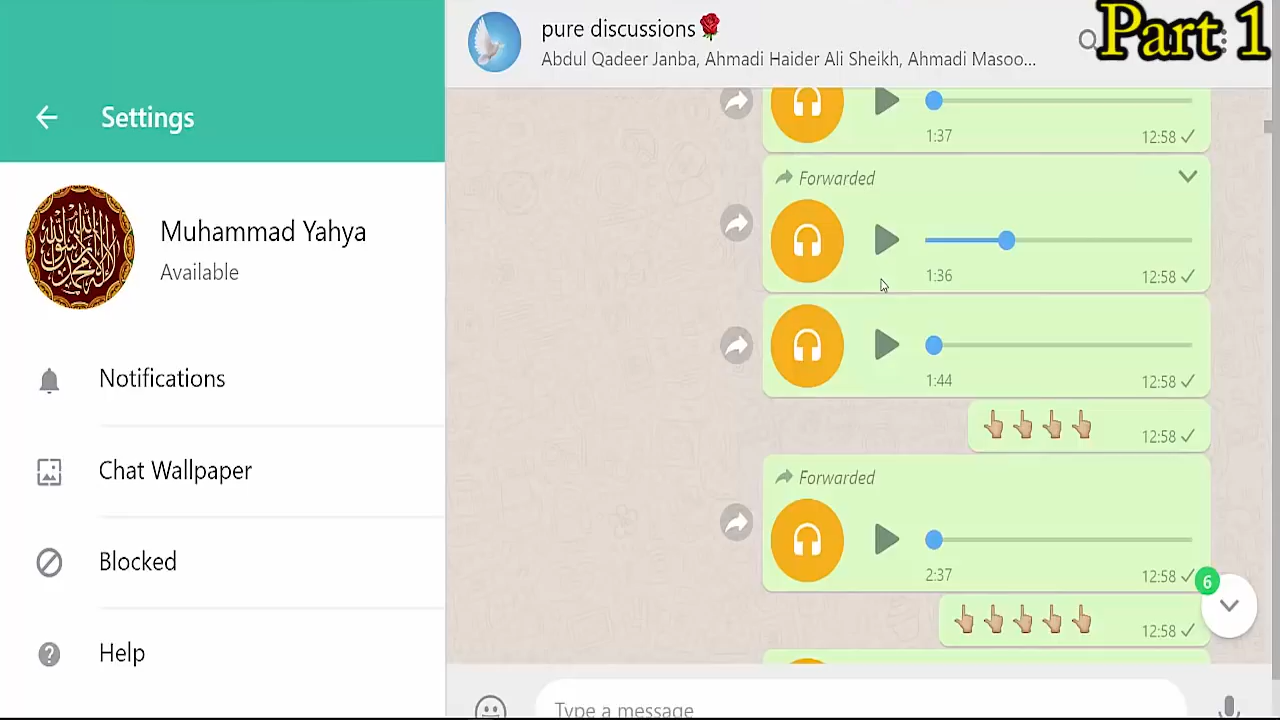 Part 1
Settings
Muhammad Yahya
Available
Notifications
Chat Wallpaper
Blocked
Help
pure discussions🌹
Abdul Qadeer Janba, Ahmadi Haider Ali Sheikh, Ahmadi Masoo...
1:37 12:58
Forwarded
1:36 12:58
1:44 12:58
👆🏼👆🏼👆🏼👆🏼 12:58
Forwarded
2:37 12:58
6
👆🏼👆🏼👆🏼👆🏼👆🏼 12:58
Type a message